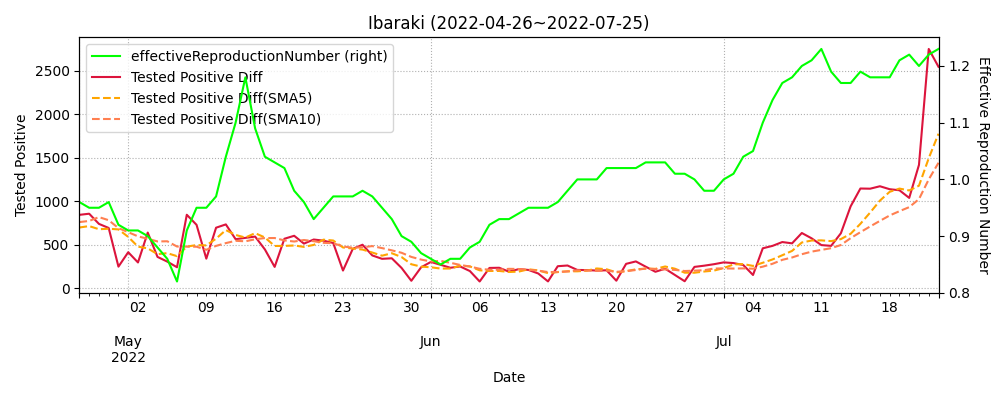 Ibaraki (2022-04-26~2022-07-25)
effectiveReproductionNumber (right)
Tested Positive Diff
Tested Positive Diff(SMA5)
Tested Positive Diff(SMA10)
Tested Positive
2500
2000
1500
1000
500
0
1.2
1.1
1.0
0.9
0.8
Effective Reproduction Number
02 09 16 23 30 06 13 20 27 04 11 18
May Jun Jul
2022
Date